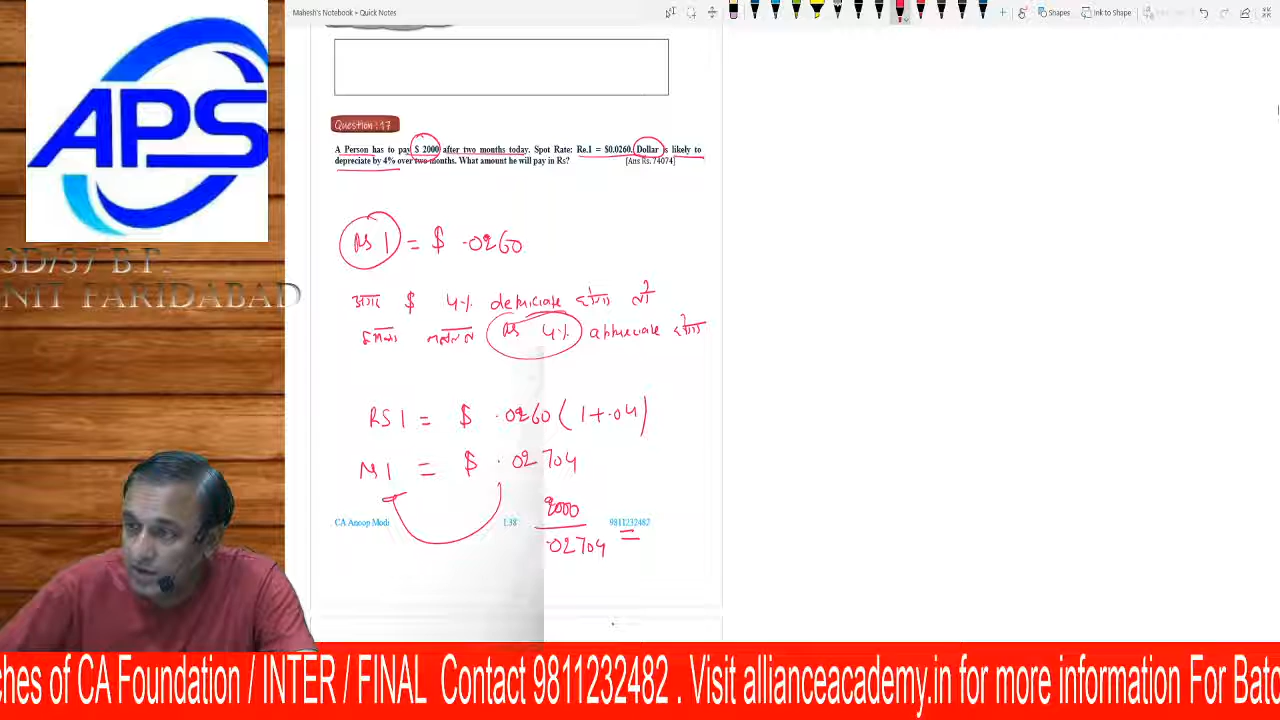 Mahesh's Notebook » Quick Notes
Shapes
Ink to Shape
APS
3D/37 B.P.
NIT FARIDABAD
Question: 17
A Person has to pay $ 2000 after two months today. Spot Rate: Re.1 = $0.0260. Dollar is likely to
depreciate by 4% over two months. What amount he will pay in Rs? [Ans Rs. 74074]
RS 1 = $ .0260
अगर $ 4% depriciate होगा तो
इसका मतलब RS 4% appreciate होगा
RS 1 = $ .0260 ( 1+.04)
RS 1 = $ .02704
2000
.02704 =
CA Anoop Modi 1.38 9811232482
ches of CA Foundation / INTER / FINAL Contact 9811232482 . Visit allianceacademy.in for more information For Batc